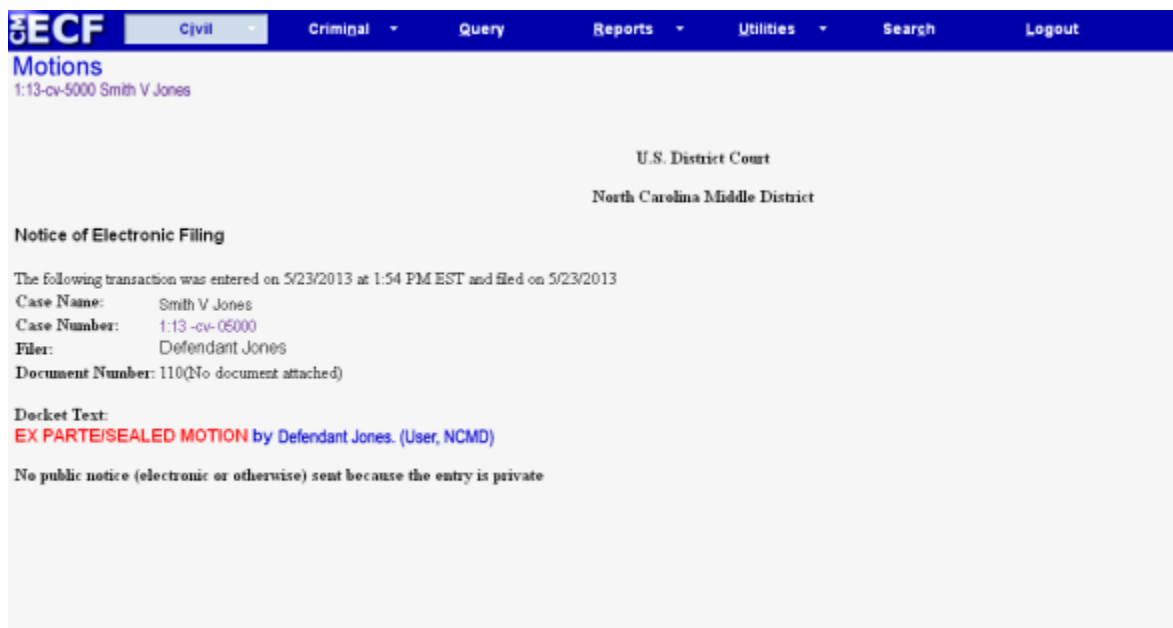 CM ECF Civil Criminal Query Reports Utilities Search Logout
Motions
1:13-cv-5000 Smith V Jones
U.S. District Court
North Carolina Middle District
Notice of Electronic Filing
The following transaction was entered on 5/23/2013 at 1:54 PM EST and filed on 5/23/2013
Case Name: Smith V Jones
Case Number: 1:13 -cv- 05000
Filer: Defendant Jones
Document Number: 110(No document attached)
Docket Text:
EX PARTE/SEALED MOTION by Defendant Jones. (User, NCMD)
No public notice (electronic or otherwise) sent because the entry is private